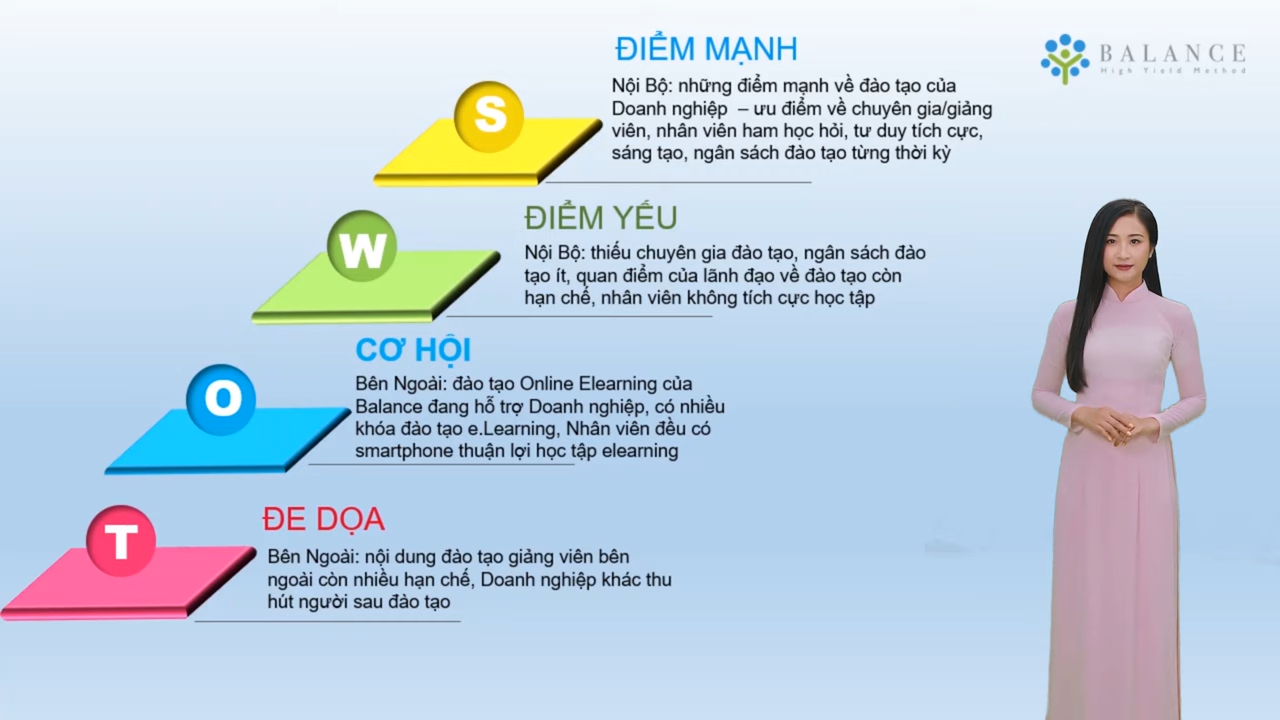 ĐIỂM MẠNH
BALANCE
High Yield Method
S
Nội Bộ: những điểm mạnh về đào tạo của
Doanh nghiệp – ưu điểm về chuyên gia/giảng
viên, nhân viên ham học hỏi, tư duy tích cực,
sáng tạo, ngân sách đào tạo từng thời kỳ
W
ĐIỂM YẾU
Nội Bộ: thiếu chuyên gia đào tạo, ngân sách đào
tạo ít, quan điểm của lãnh đạo về đào tạo còn
hạn chế, nhân viên không tích cực học tập
O
CƠ HỘI
Bên Ngoài: đào tạo Online Elearning của
Balance đang hỗ trợ Doanh nghiệp, có nhiều
khóa đào tạo e.Learning, Nhân viên đều có
smartphone thuận lợi học tập elearning
T
ĐE DỌA
Bên Ngoài: nội dung đào tạo giảng viên bên
ngoài còn nhiều hạn chế, Doanh nghiệp khác thu
hút người sau đào tạo